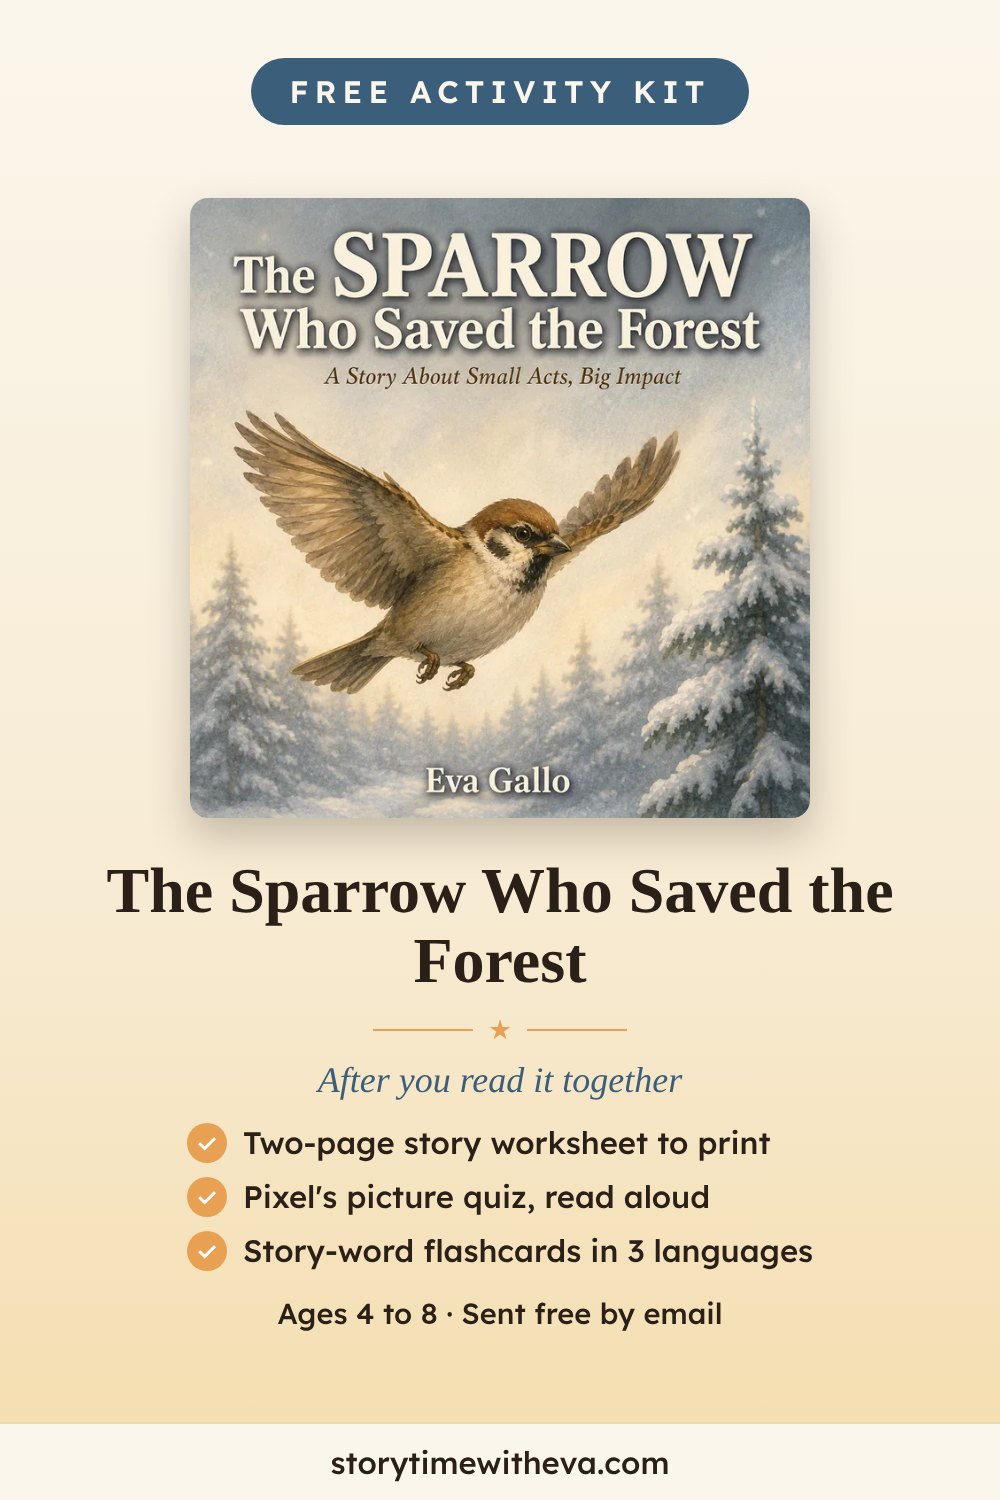 FREE ACTIVITY KIT
The SPARROW
Who Saved the Forest
A Story About Small Acts, Big Impact
Eva Gallo
The Sparrow Who Saved the
Forest
After you read it together
Two-page story worksheet to print
Pixel's picture quiz, read aloud
Story-word flashcards in 3 languages
Ages 4 to 8 · Sent free by email
storytimewitheva.com